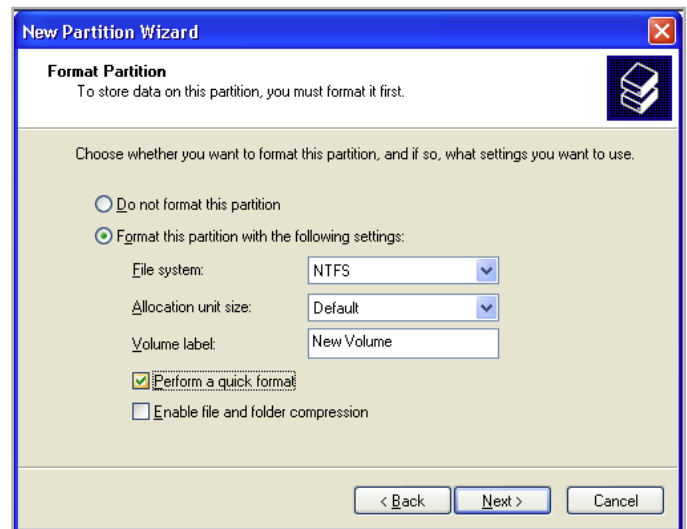 New Partition Wizard
Format Partition
To store data on this partition, you must format it first.
Choose whether you want to format this partition, and if so, what settings you want to use.
Do not format this partition
Format this partition with the following settings:
File system: NTFS
Allocation unit size: Default
Volume label: New Volume
Perform a quick format
Enable file and folder compression
< Back Next > Cancel